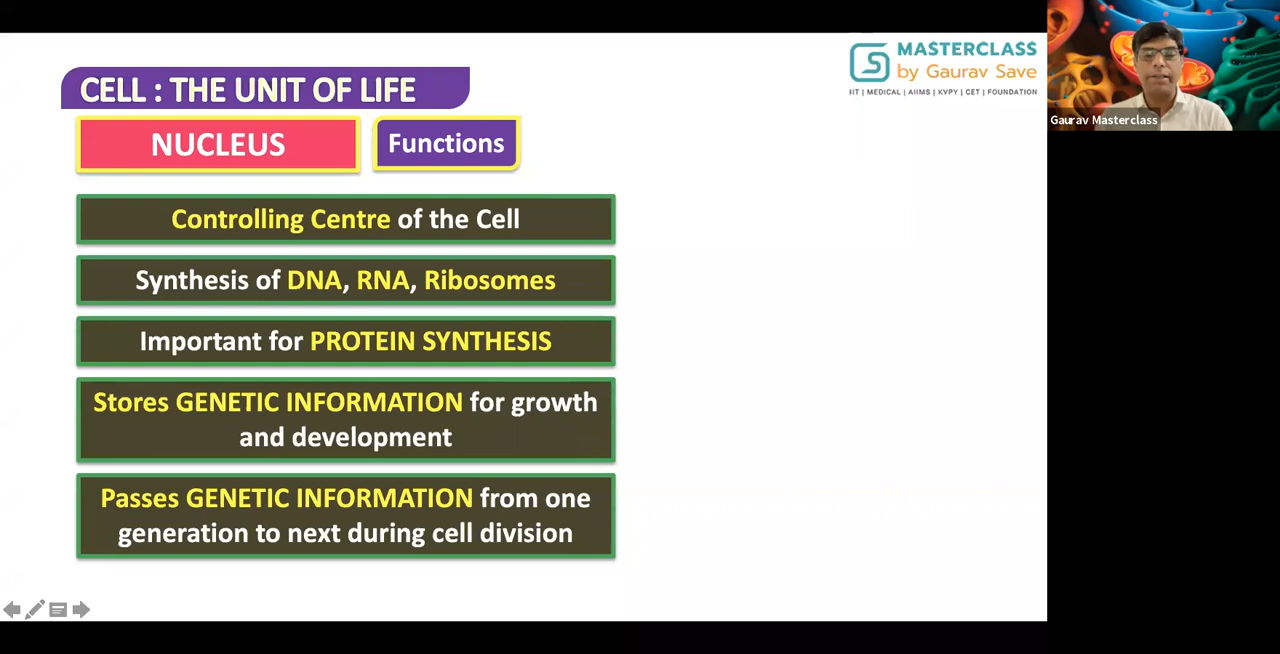 MASTERCLASS
by Gaurav Save
IIT | MEDICAL | AIIMS | KVPY | CET | FOUNDATION
Gaurav Masterclass
CELL : THE UNIT OF LIFE
NUCLEUS
Functions
Controlling Centre of the Cell
Synthesis of DNA, RNA, Ribosomes
Important for PROTEIN SYNTHESIS
Stores GENETIC INFORMATION for growth
and development
Passes GENETIC INFORMATION from one
generation to next during cell division